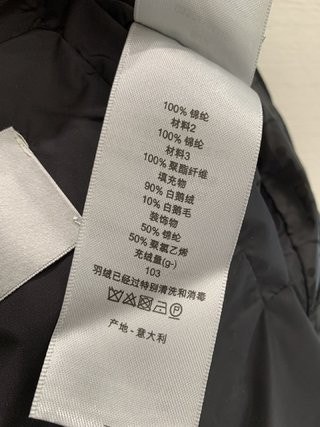 100% 锦纶
材料2
100% 锦纶
材料3
100% 聚酯纤维
填充物
90% 白鹅绒
10% 白鹅毛
装饰物
50% 锦纶
50% 聚氯乙烯
充绒量(g-)
103
羽绒已经过特别清洗和消毒
产地 - 意大利